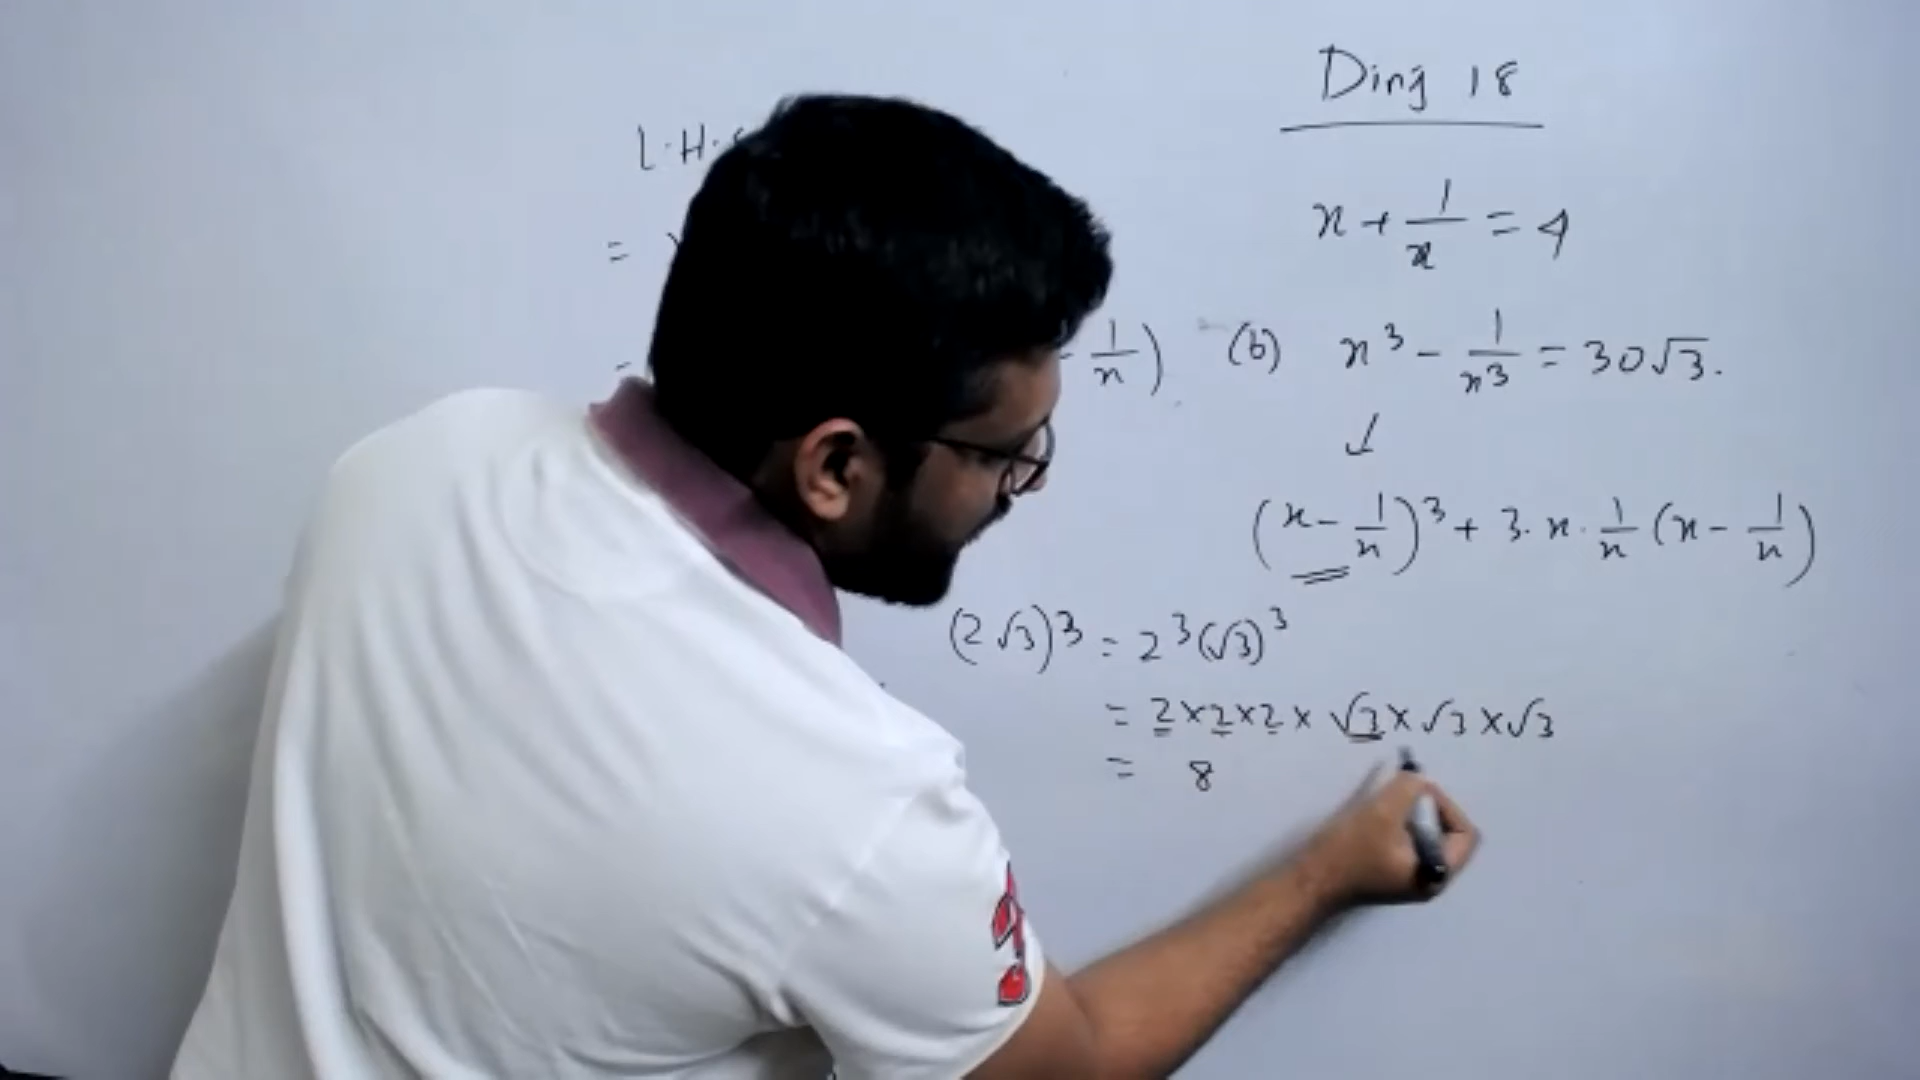 Ding 18
L.H.
x + 1/x = 4
=
1/x) (b) x³ - 1/x³ = 30√3.
↓
(x - 1/x)³ + 3. x. 1/x (x - 1/x)
(2√3)³ = 2³(√3)³
= 2×2×2× √3×√3×√3
= 8